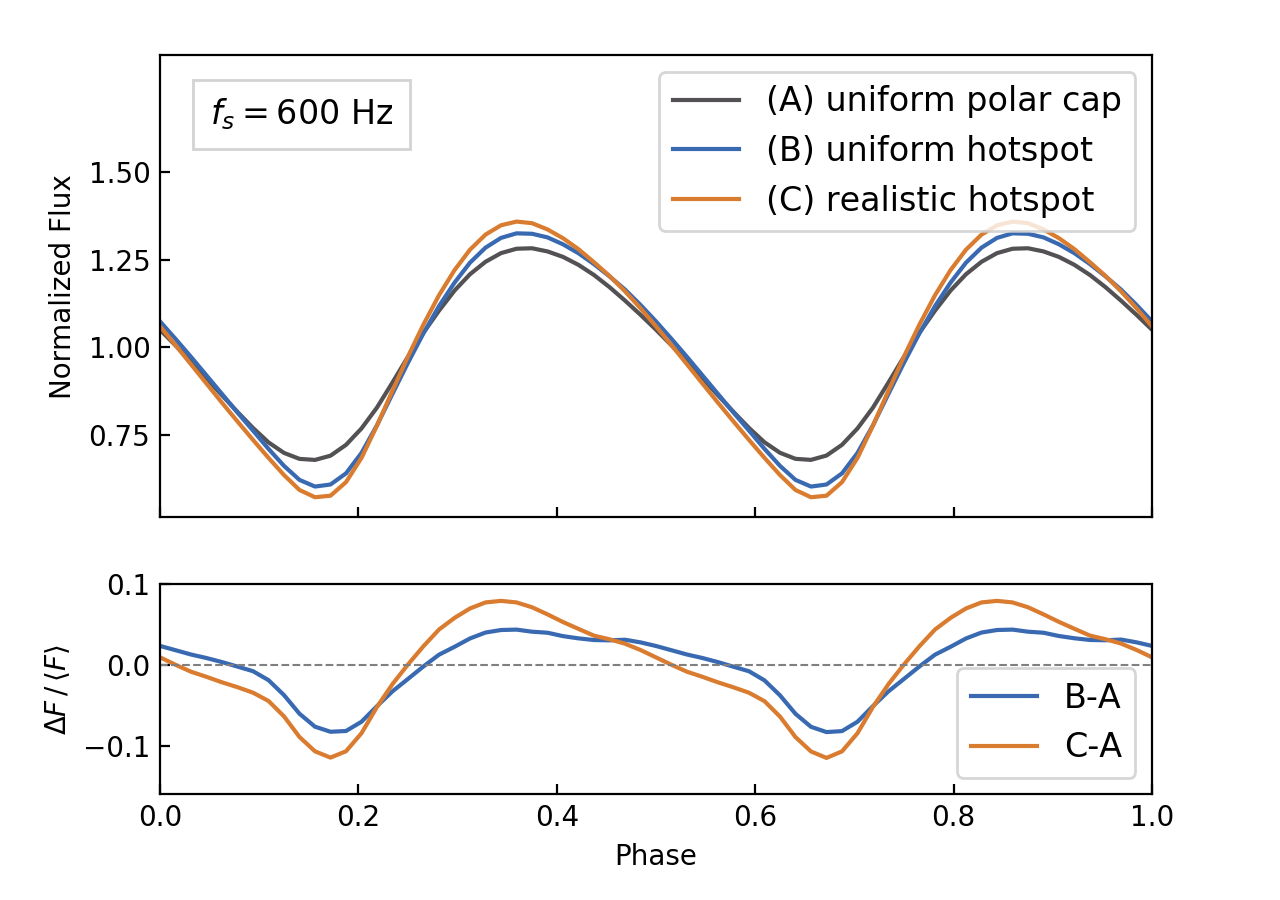 f_s = 600 Hz
(A) uniform polar cap
(B) uniform hotspot
(C) realistic hotspot
Normalized Flux
1.50
1.25
1.00
0.75
ΔF / ⟨F⟩
0.1
0.0
−0.1
B-A
C-A
0.0 0.2 0.4 0.6 0.8 1.0
Phase